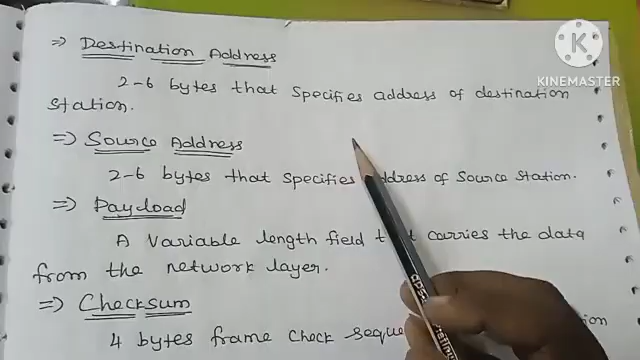 => Destination Address
2-6 bytes that specifies address of destination
station.
=> Source Address
2-6 bytes that specifies address of source station.
=> Payload
A variable length field that carries the data
from the network layer.
=> Checksum
4 bytes frame check
K
KINEMASTER